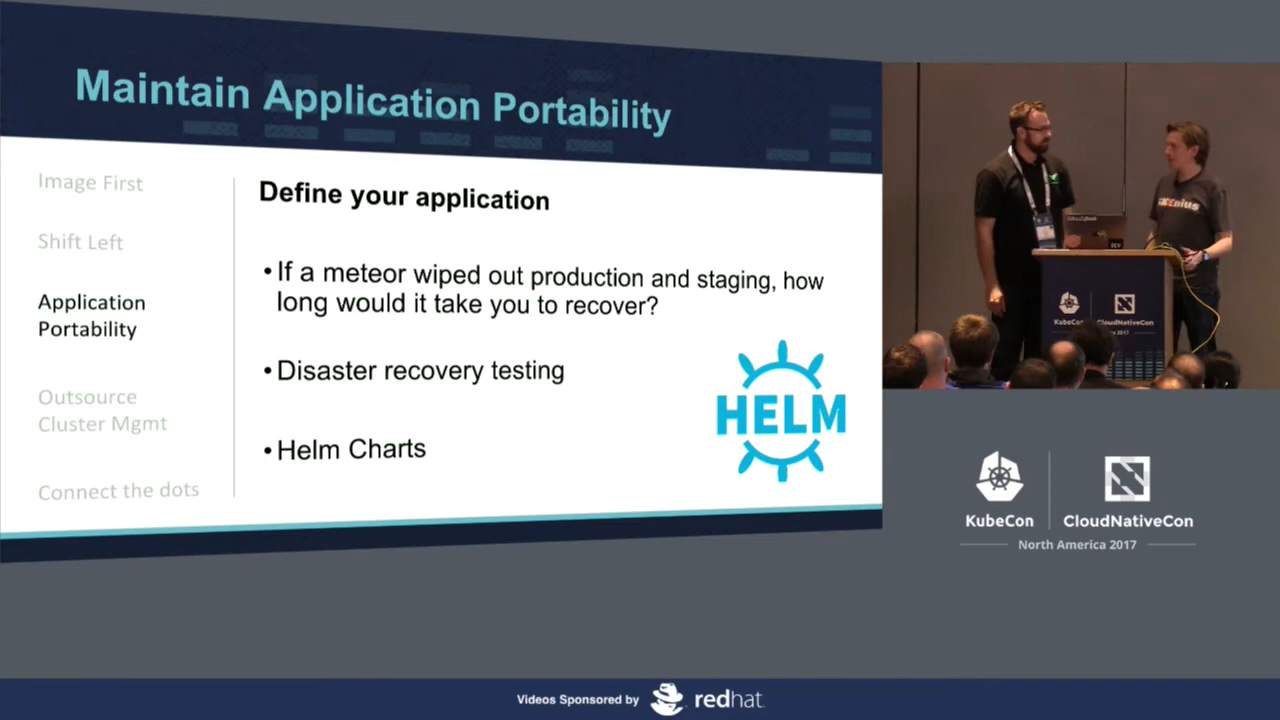 Maintain Application Portability
Image First
Shift Left
Application
Portability
Outsource
Cluster Mgmt
Connect the dots
Define your application
• If a meteor wiped out production and staging, how
long would it take you to recover?
• Disaster recovery testing
• Helm Charts
HELM
KubeCon
CloudNativeCon
KubeCon
CloudNativeCon
North America 2017
Videos Sponsored by
redhat